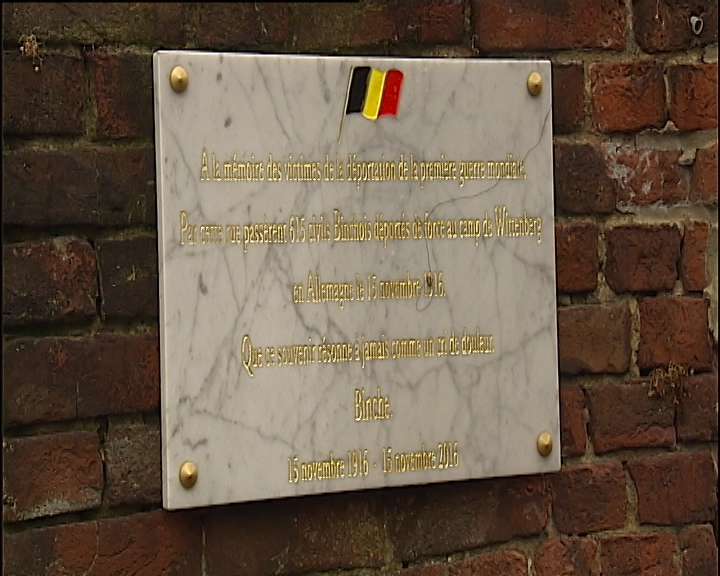 A la mémoire des victimes de la déportation de la première guerre mondiale.
Par cette rue passèrent 615 civils Binchois déportés de force au camp de Wittenberg
en Allemagne le 15 novembre 1916.
Que ce souvenir résonne à jamais comme un cri de douleur.
Binche.
15 novembre 1916 - 15 novembre 2016